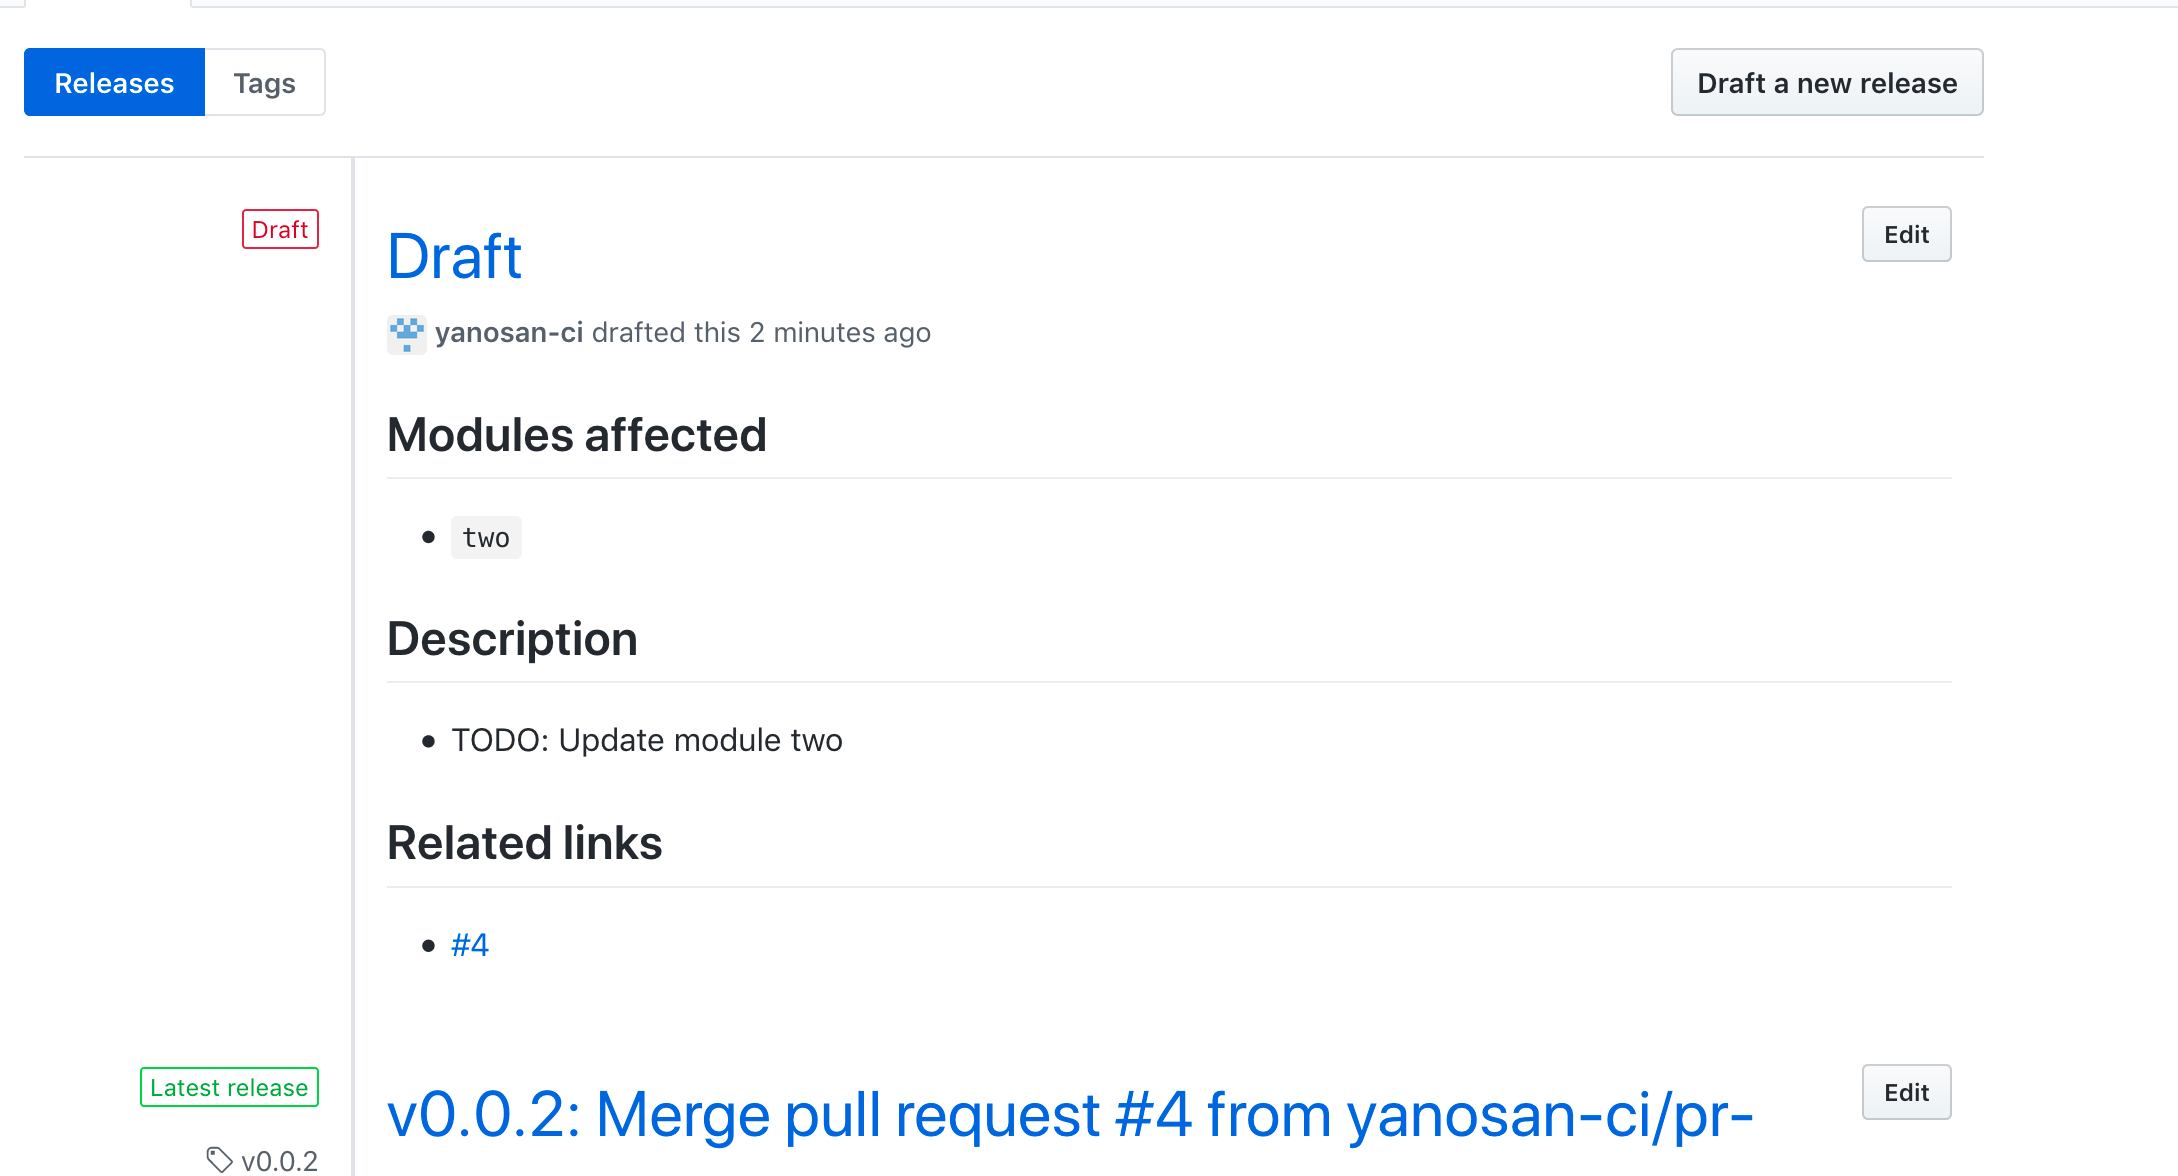 Releases Tags Draft a new release
Draft
Draft
Edit
yanosan-ci drafted this 2 minutes ago
Modules affected
two
Description
TODO: Update module two
Related links
#4
Latest release
v0.0.2: Merge pull request #4 from yanosan-ci/pr-
Edit
v0.0.2